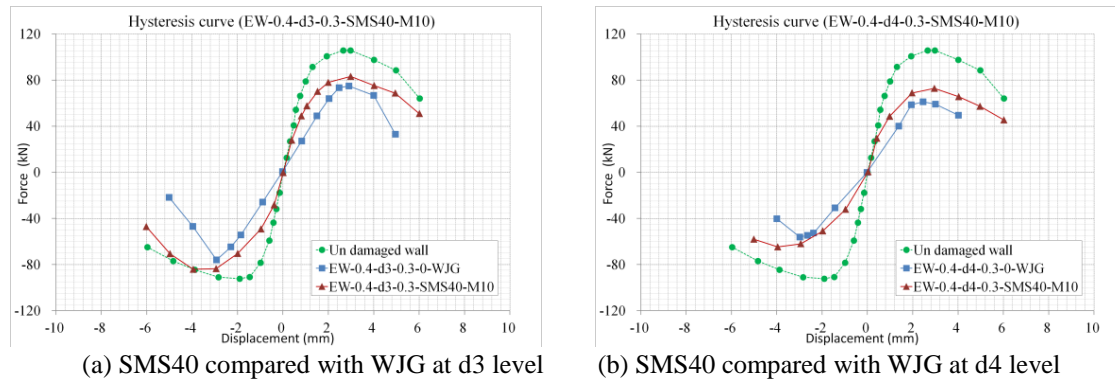 Hysteresis curve (EW-0.4-d3-0.3-SMS40-M10)
120
80
40
0
-40
-80
-120
Force (kN)
-10
-8
-6
-4
-2
0
2
4
6
8
10
Displacement (mm)
Un damaged wall
EW-0.4-d3-0.3-0-WJG
EW-0.4-d3-0.3-SMS40-M10
(a) SMS40 compared with WJG at d3 level
Hysteresis curve (EW-0.4-d4-0.3-SMS40-M10)
120
80
40
0
-40
-80
-120
Force (kN)
-10
-8
-6
-4
-2
0
2
4
6
8
10
Displacement (mm)
Un damaged wall
EW-0.4-d4-0.3-0-WJG
EW-0.4-d4-0.3-SMS40-M10
(b) SMS40 compared with WJG at d4 level